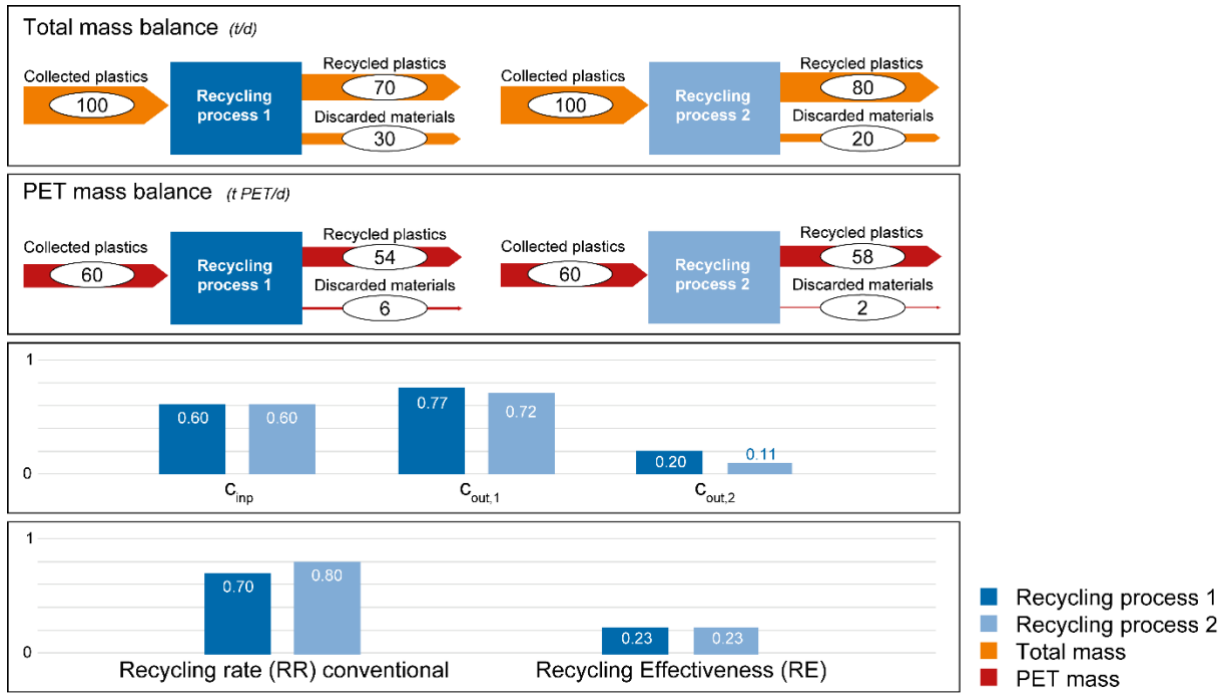 Total mass balance (t/d)
Collected plastics
100
Recycling
process 1
Recycled plastics
70
Discarded materials
30
Collected plastics
100
Recycling
process 2
Recycled plastics
80
Discarded materials
20
PET mass balance (t PET/d)
Collected plastics
60
Recycling
process 1
Recycled plastics
54
Discarded materials
6
Collected plastics
60
Recycling
process 2
Recycled plastics
58
Discarded materials
2
1
0.60 0.60 0.77 0.72 0.20 0.11
0
Cinp Cout,1 Cout,2
1
0.70 0.80 0.23 0.23
0
Recycling rate (RR) conventional Recycling Effectiveness (RE)
Recycling process 1
Recycling process 2
Total mass
PET mass